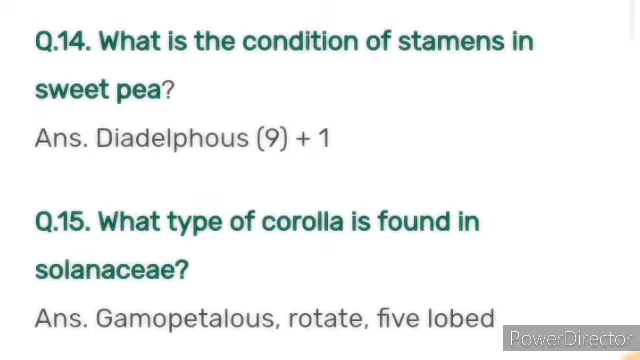 Q.14. What is the condition of stamens in
sweet pea?
Ans. Diadelphous (9) + 1
Q.15. What type of corolla is found in
solanaceae?
Ans. Gamopetalous, rotate, five lobed
PowerDirector